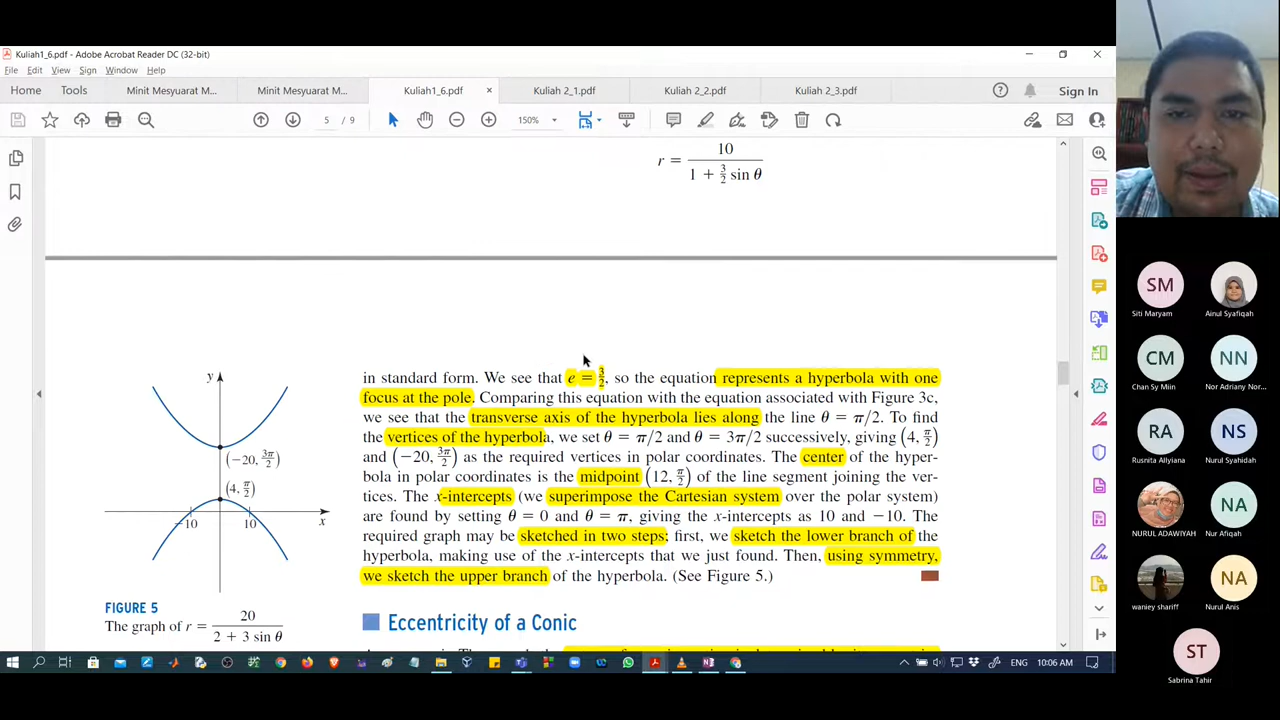 Kuliah1_6.pdf - Adobe Acrobat Reader DC (32-bit)
File Edit View Sign Window Help
Home Tools Minit Mesyuarat M... Minit Mesyuarat M... Kuliah1_6.pdf × Kuliah 2_1.pdf Kuliah 2_2.pdf Kuliah 2_3.pdf Sign In
5 / 9 150%
r = 10 / (1 + 3/2 sin θ)
in standard form. We see that e = 3/2, so the equation represents a hyperbola with one
focus at the pole. Comparing this equation with the equation associated with Figure 3c,
we see that the transverse axis of the hyperbola lies along the line θ = π/2. To find
the vertices of the hyperbola, we set θ = π/2 and θ = 3π/2 successively, giving (4, π/2)
and (−20, 3π/2) as the required vertices in polar coordinates. The center of the hyper-
bola in polar coordinates is the midpoint (12, π/2) of the line segment joining the ver-
tices. The x-intercepts (we superimpose the Cartesian system over the polar system)
are found by setting θ = 0 and θ = π, giving the x-intercepts as 10 and −10. The
required graph may be sketched in two steps; first, we sketch the lower branch of the
hyperbola, making use of the x-intercepts that we just found. Then, using symmetry,
we sketch the upper branch of the hyperbola. (See Figure 5.)
y
(−20, 3π/2)
(4, π/2)
−10 10 x
FIGURE 5
The graph of r = 20 / (2 + 3 sin θ)
Eccentricity of a Conic
ENG 10:06 AM
SM
Siti Maryam
Ainul Syafiqah
CM
Chan Sy Miin
NN
Nor Adriany Nor...
RA
Rusnita Allyiana
NS
Nurul Syahidah
NURUL ADAWIYAH
NA
Nur Afiqah
waniey shariff
NA
Nurul Anis
ST
Sabrina Tahir